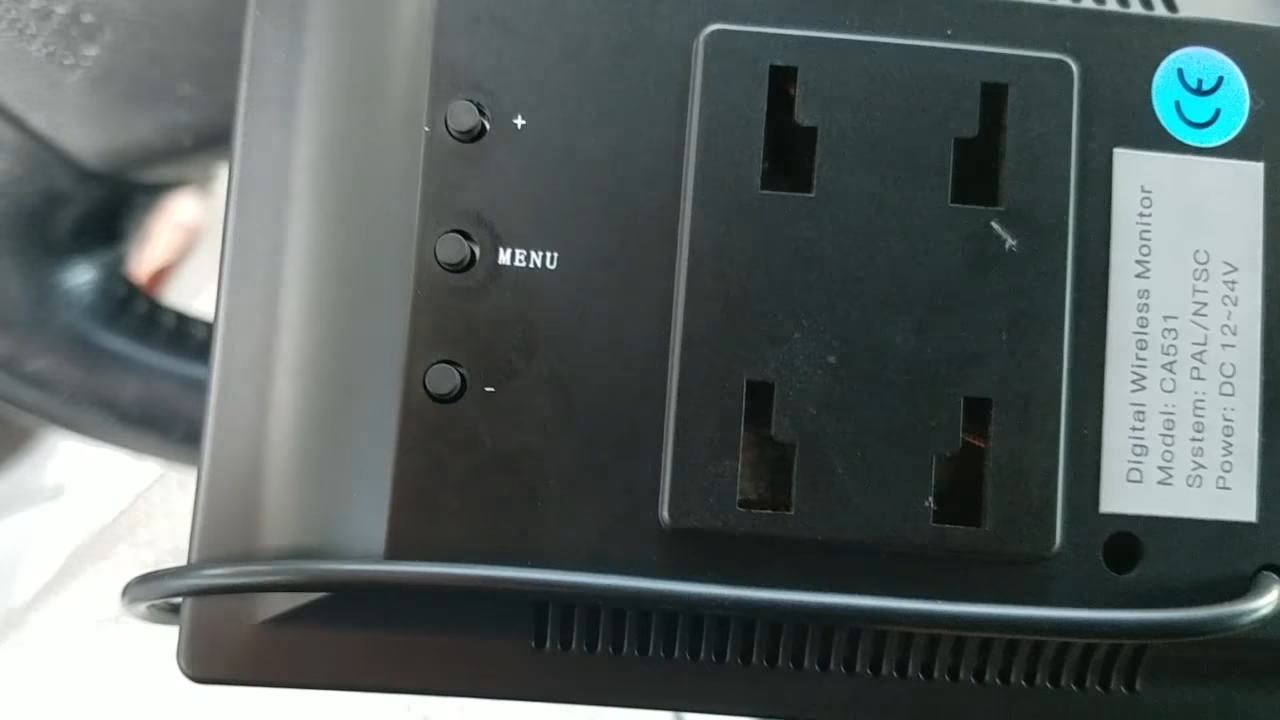 +
MENU
-
CE
Digital Wireless Monitor
Model: CA531
System: PAL/NTSC
Power: DC 12~24V